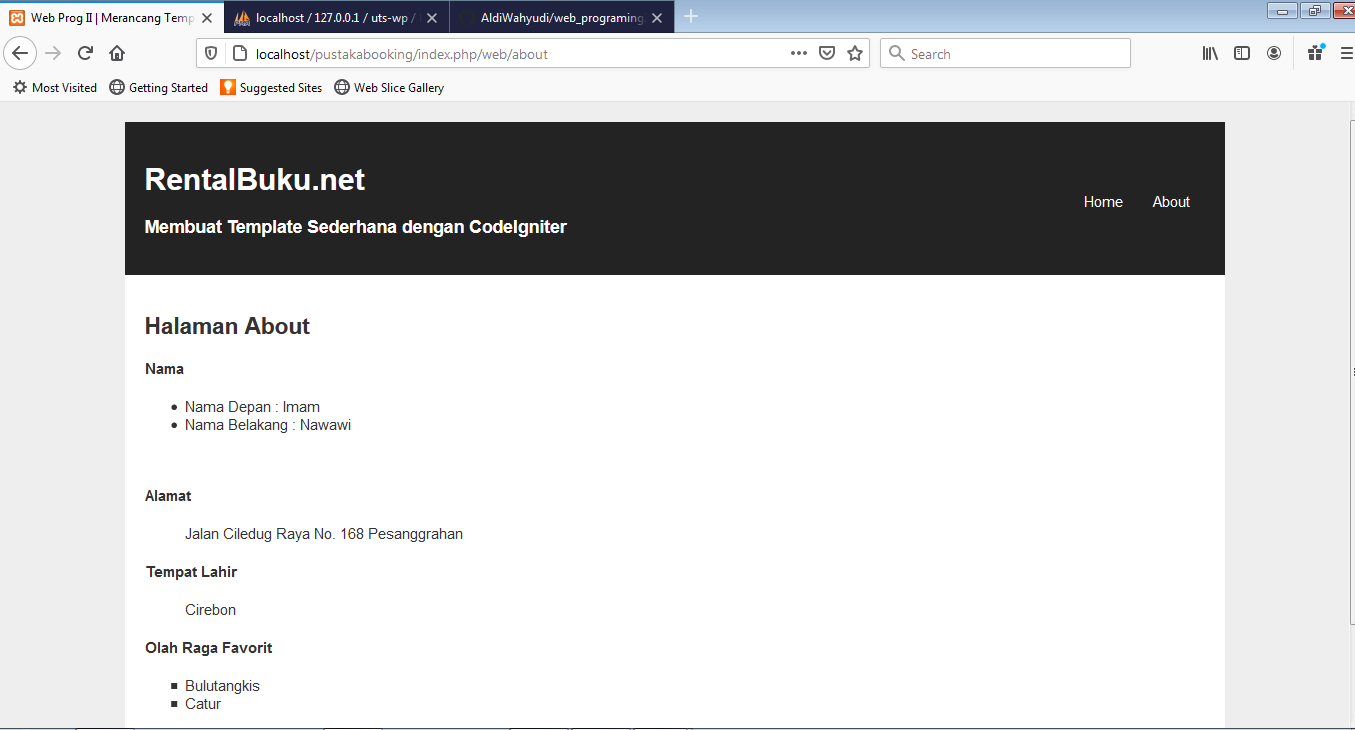 Web Prog II | Merancang Temp
localhost / 127.0.0.1 / uts-wp /
AldiWahyudi/web_programing
localhost/pustakabooking/index.php/web/about
Search
Most Visited
Getting Started
Suggested Sites
Web Slice Gallery
RentalBuku.net
Home
About
Membuat Template Sederhana dengan CodeIgniter
Halaman About
Nama
Nama Depan : Imam
Nama Belakang : Nawawi
Alamat
Jalan Ciledug Raya No. 168 Pesanggrahan
Tempat Lahir
Cirebon
Olah Raga Favorit
Bulutangkis
Catur